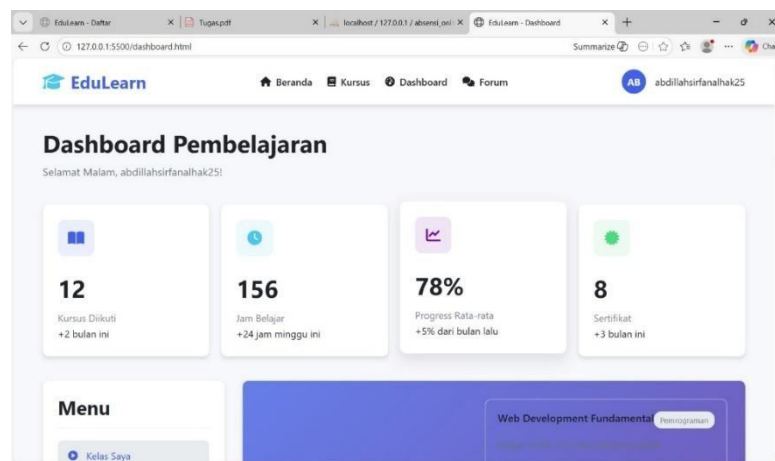 EduLearn - Daftar
Tugas.pdf
localhost / 127.0.0.1 / absensi_onli
EduLearn - Dashboard
127.0.0.1:5500/dashboard.html
Summarize
Cha
EduLearn
Beranda Kursus Dashboard Forum
AB abdillahsirfanalhak25
Dashboard Pembelajaran
Selamat Malam, abdillahsirfanalhak25!
12
Kursus Diikuti
+2 bulan ini
156
Jam Belajar
+24 jam minggu ini
78%
Progress Rata-rata
+5% dari bulan lalu
8
Sertifikat
+3 bulan ini
Menu
Kelas Saya
Web Development Fundamental
Pemrograman